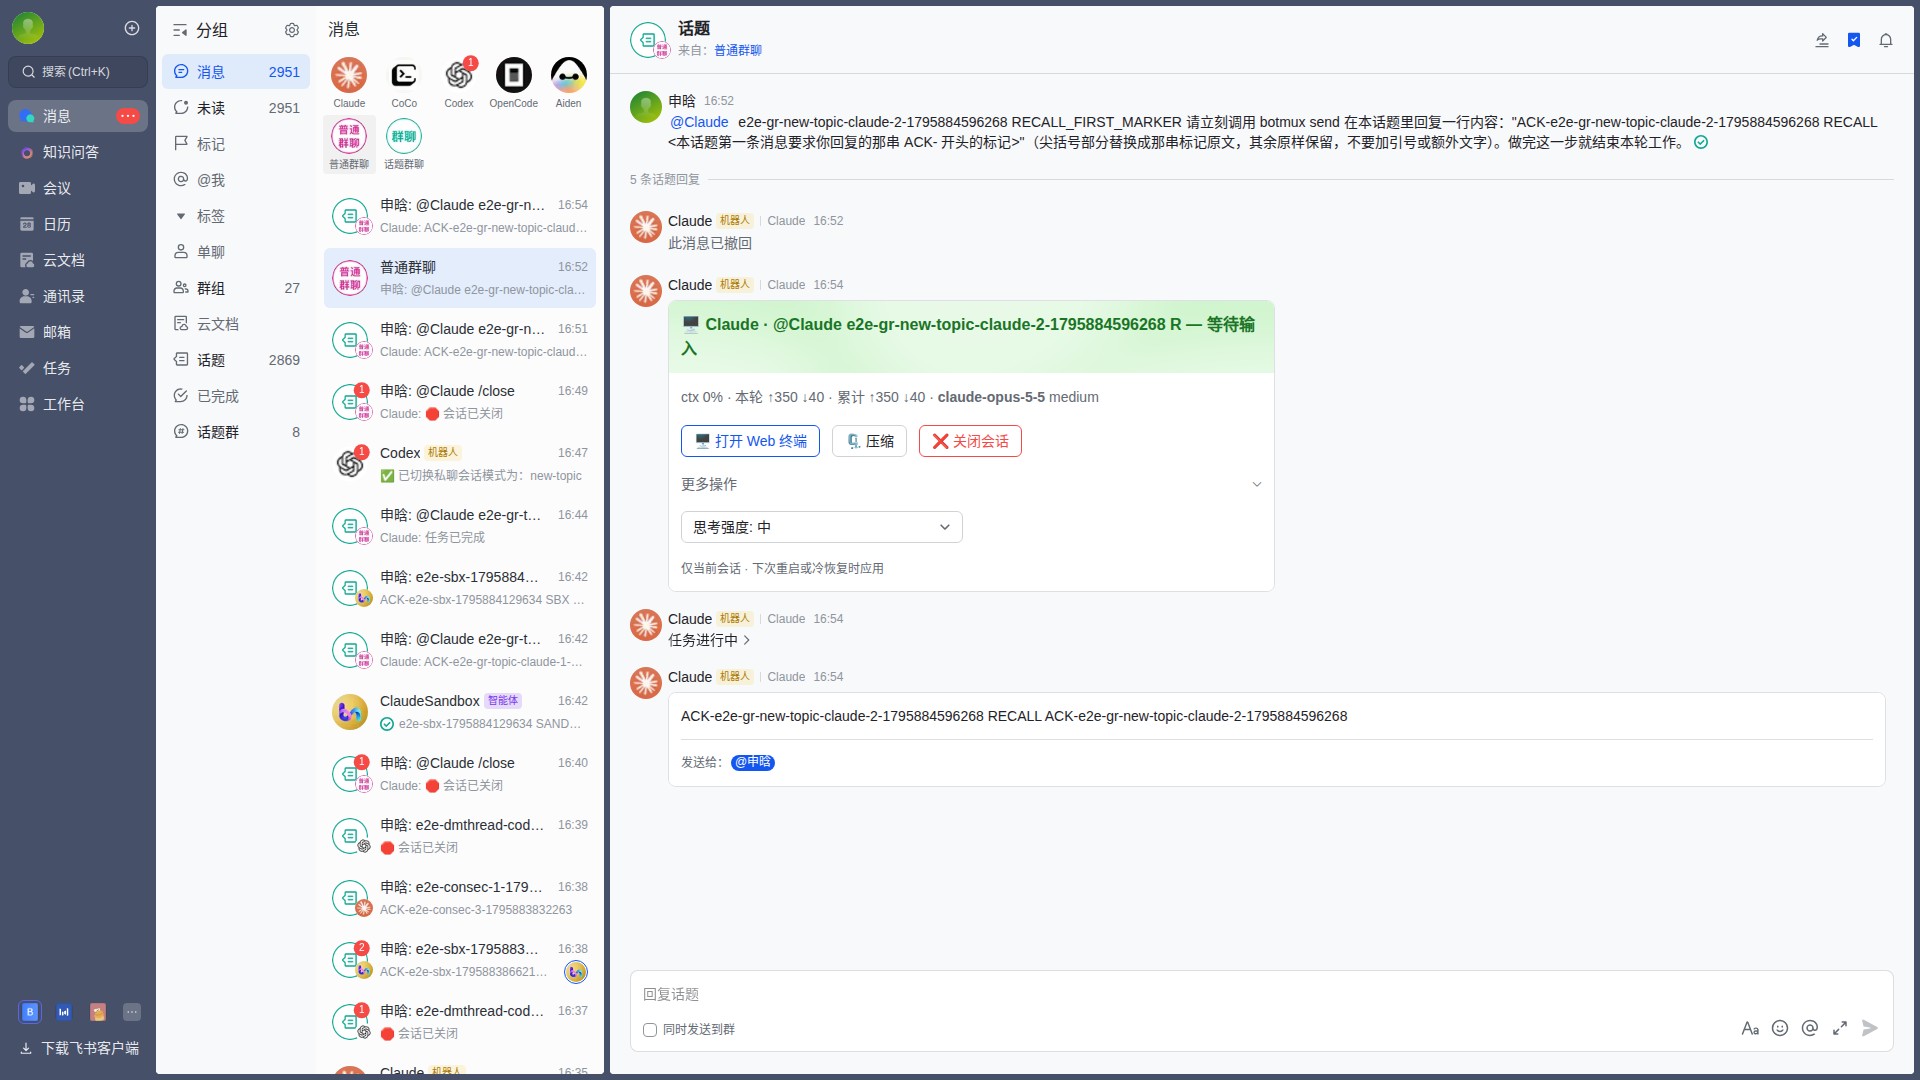 搜索 (Ctrl+K)
消息
知识问答
会议
日历
云文档
通讯录
邮箱
任务
工作台
下载飞书客户端
分组
消息 2951
未读 2951
标记
@我
标签
单聊
群组 27
云文档
话题 2869
已完成
话题群 8
消息
1
Claude CoCo Codex OpenCode Aiden
普通群聊 群聊
普通群聊 话题群聊
申晗: @Claude e2e-gr-n… 16:54
Claude: ACK-e2e-gr-new-topic-claud…
普通群聊 16:52
申晗: @Claude e2e-gr-new-topic-cla…
申晗: @Claude e2e-gr-n… 16:51
Claude: ACK-e2e-gr-new-topic-claud…
1 申晗: @Claude /close 16:49
Claude: 会话已关闭
1 Codex 机器人 16:47
已切换私聊会话模式为：new-topic
申晗: @Claude e2e-gr-t… 16:44
Claude: 任务已完成
申晗: e2e-sbx-1795884… 16:42
ACK-e2e-sbx-1795884129634 SBX …
申晗: @Claude e2e-gr-t… 16:42
Claude: ACK-e2e-gr-topic-claude-1-…
ClaudeSandbox 智能体 16:42
e2e-sbx-1795884129634 SAND…
1 申晗: @Claude /close 16:40
Claude: 会话已关闭
申晗: e2e-dmthread-cod… 16:39
会话已关闭
申晗: e2e-consec-1-179… 16:38
ACK-e2e-consec-3-1795883832263
2 申晗: e2e-sbx-1795883… 16:38
ACK-e2e-sbx-179588386621…
1 申晗: e2e-dmthread-cod… 16:37
会话已关闭
Claude 机器人 16:35
话题
来自：普通群聊
申晗 16:52
@Claude e2e-gr-new-topic-claude-2-1795884596268 RECALL_FIRST_MARKER 请立刻调用 botmux send 在本话题里回复一行内容："ACK-e2e-gr-new-topic-claude-2-1795884596268 RECALL
<本话题第一条消息要求你回复的那串 ACK- 开头的标记>"（尖括号部分替换成那串标记原文，其余原样保留，不要加引号或额外文字）。做完这一步就结束本轮工作。
5 条话题回复
Claude 机器人 Claude 16:52
此消息已撤回
Claude 机器人 Claude 16:54
Claude · @Claude e2e-gr-new-topic-claude-2-1795884596268 R — 等待输
入
ctx 0% · 本轮 ↑350 ↓40 · 累计 ↑350 ↓40 · claude-opus-5-5 medium
打开 Web 终端 压缩 关闭会话
更多操作
思考强度: 中
仅当前会话 · 下次重启或冷恢复时应用
Claude 机器人 Claude 16:54
任务进行中
Claude 机器人 Claude 16:54
ACK-e2e-gr-new-topic-claude-2-1795884596268 RECALL ACK-e2e-gr-new-topic-claude-2-1795884596268
发送给：@申晗
回复话题
同时发送到群